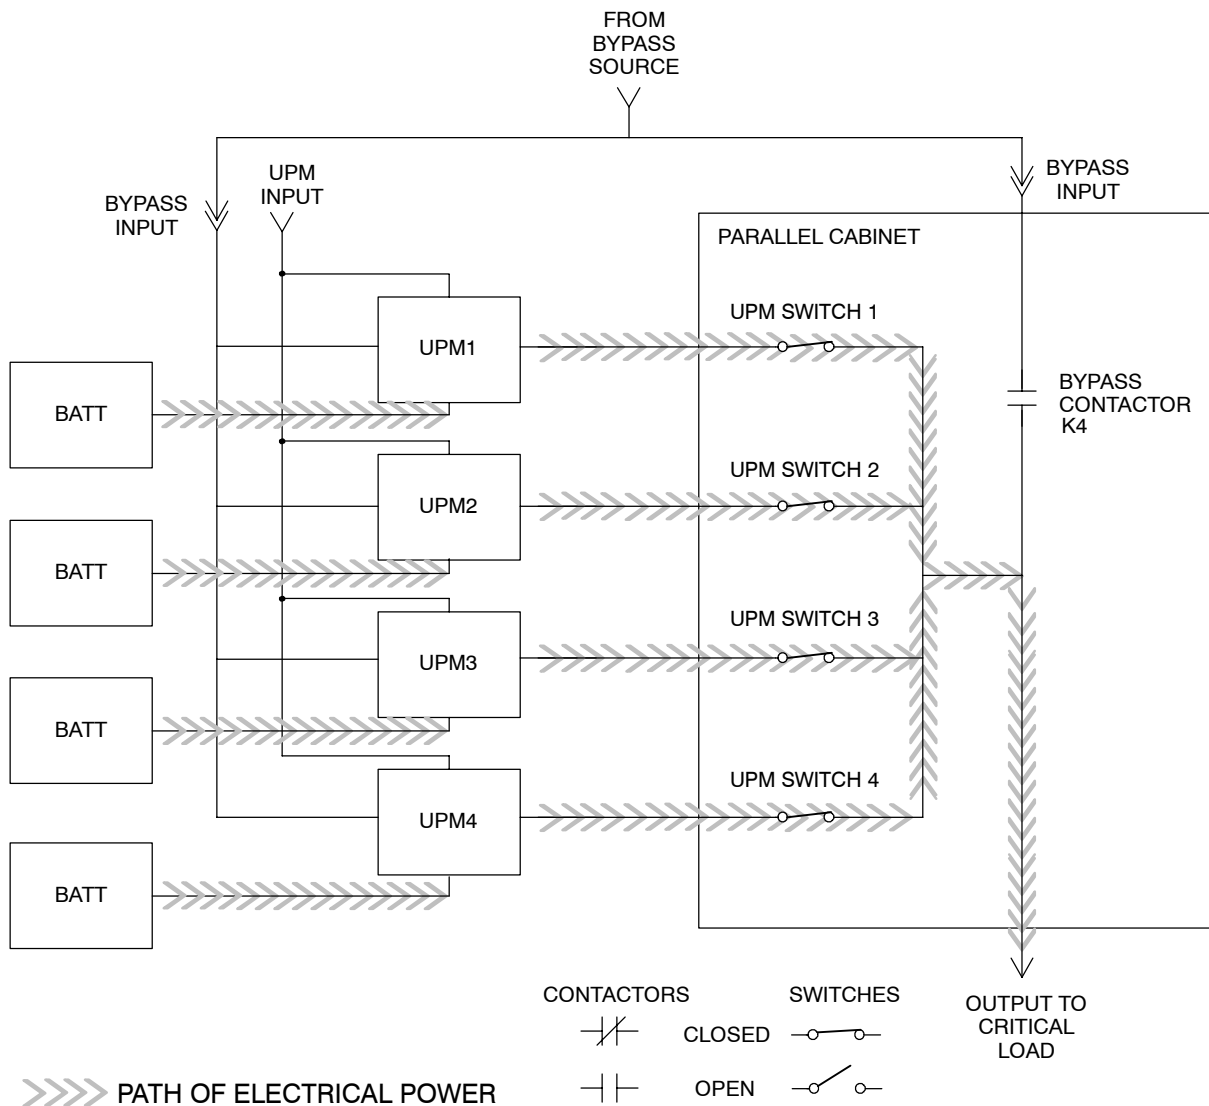 FROM
BYPASS
SOURCE
UPM
INPUT
BYPASS
INPUT
BYPASS
INPUT
PARALLEL CABINET
UPM SWITCH 1
UPM1
BATT
BYPASS
CONTACTOR
K4
UPM SWITCH 2
UPM2
BATT
UPM SWITCH 3
UPM3
BATT
UPM SWITCH 4
UPM4
BATT
CONTACTORS
SWITCHES
CLOSED
OPEN
OUTPUT TO
CRITICAL
LOAD
PATH OF ELECTRICAL POWER